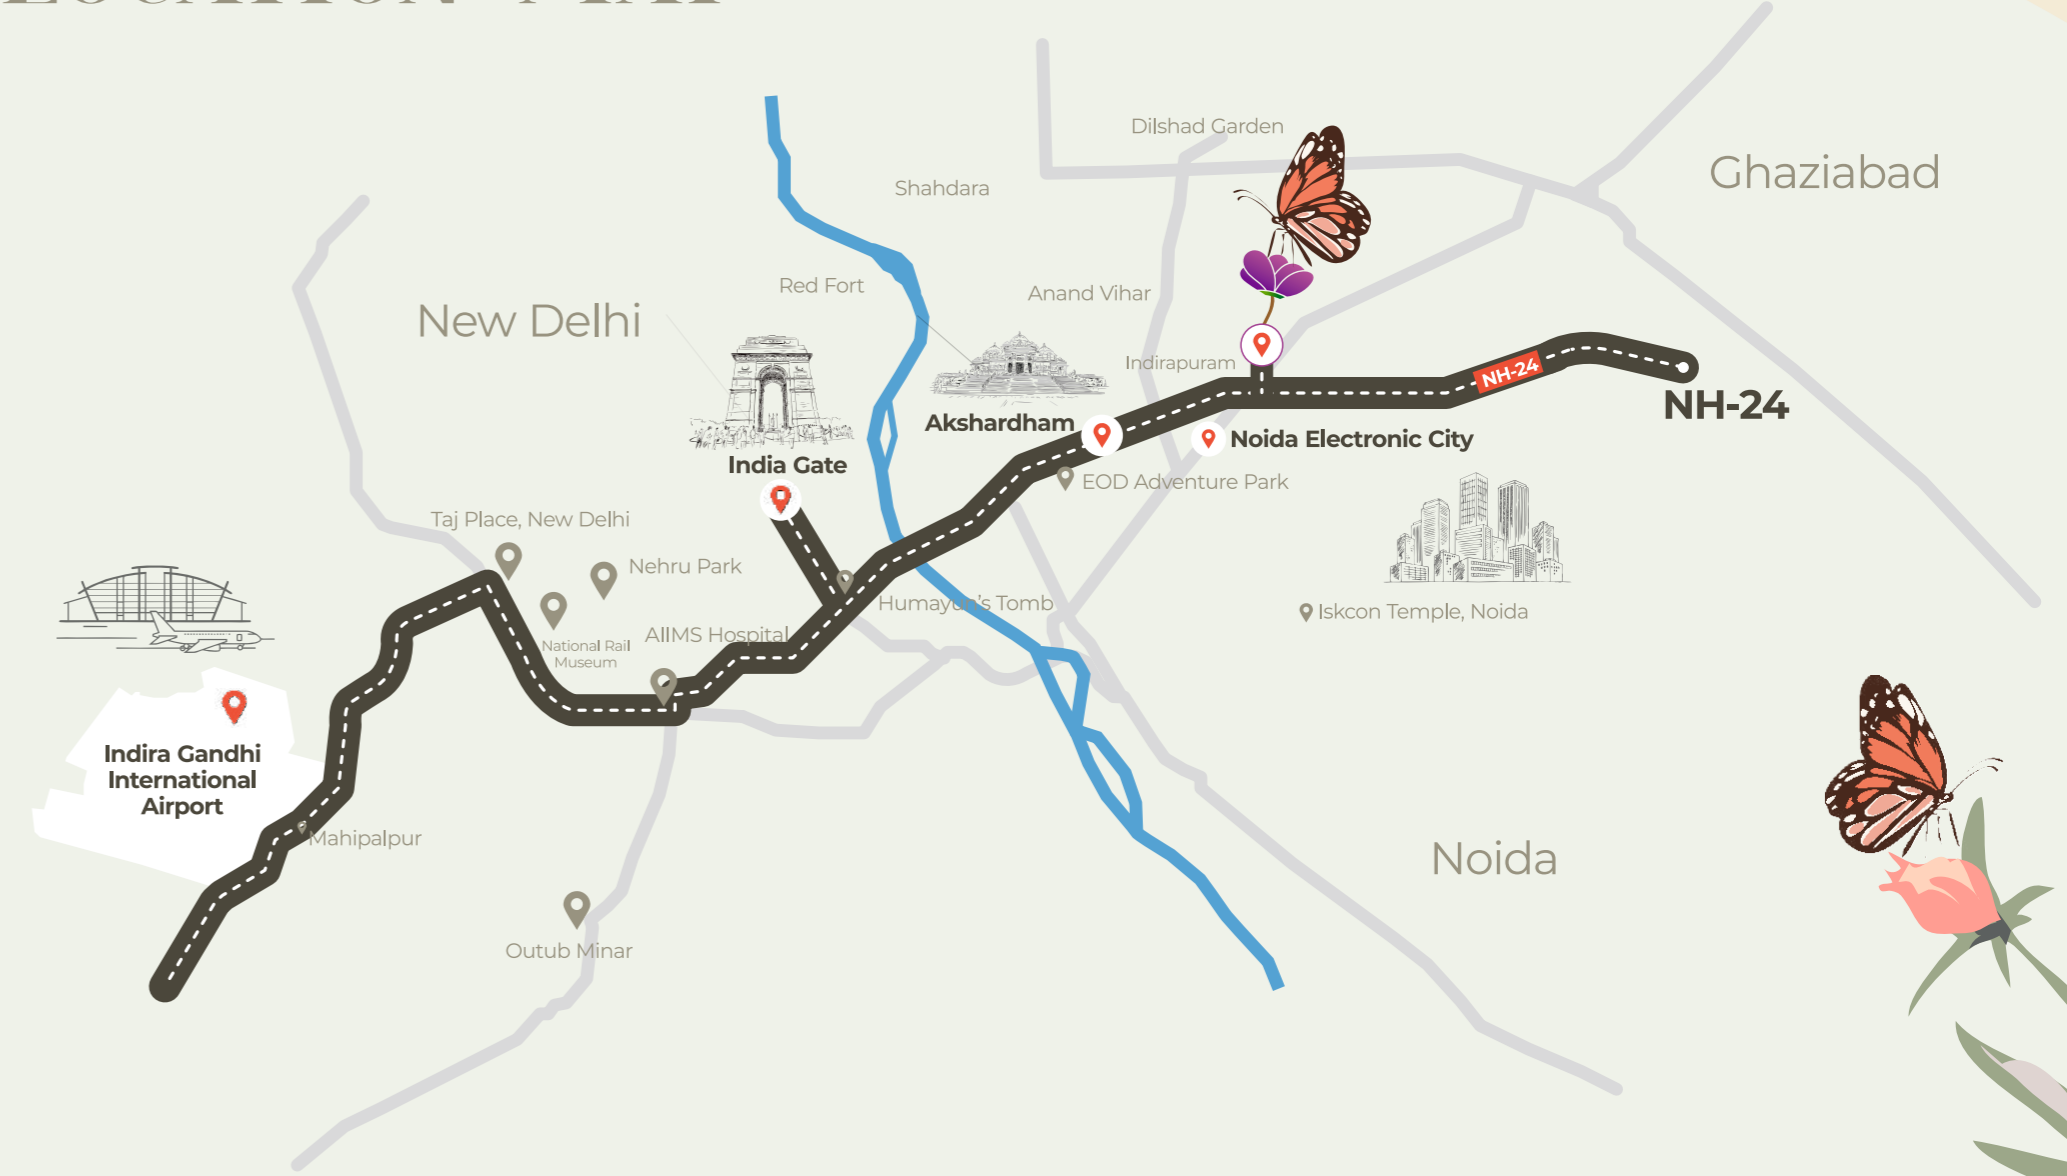 LOCATION MAP
Dilshad Garden
Ghaziabad
Shahdara
Red Fort
Anand Vihar
New Delhi
Indirapuram
NH-24
NH-24
Akshardham
Noida Electronic City
India Gate
EOD Adventure Park
Taj Place, New Delhi
Nehru Park
Humayun's Tomb
Iskcon Temple, Noida
AIIMS Hospital
National Rail
Museum
Indira Gandhi
International
Airport
Mahipalpur
Noida
Outub Minar